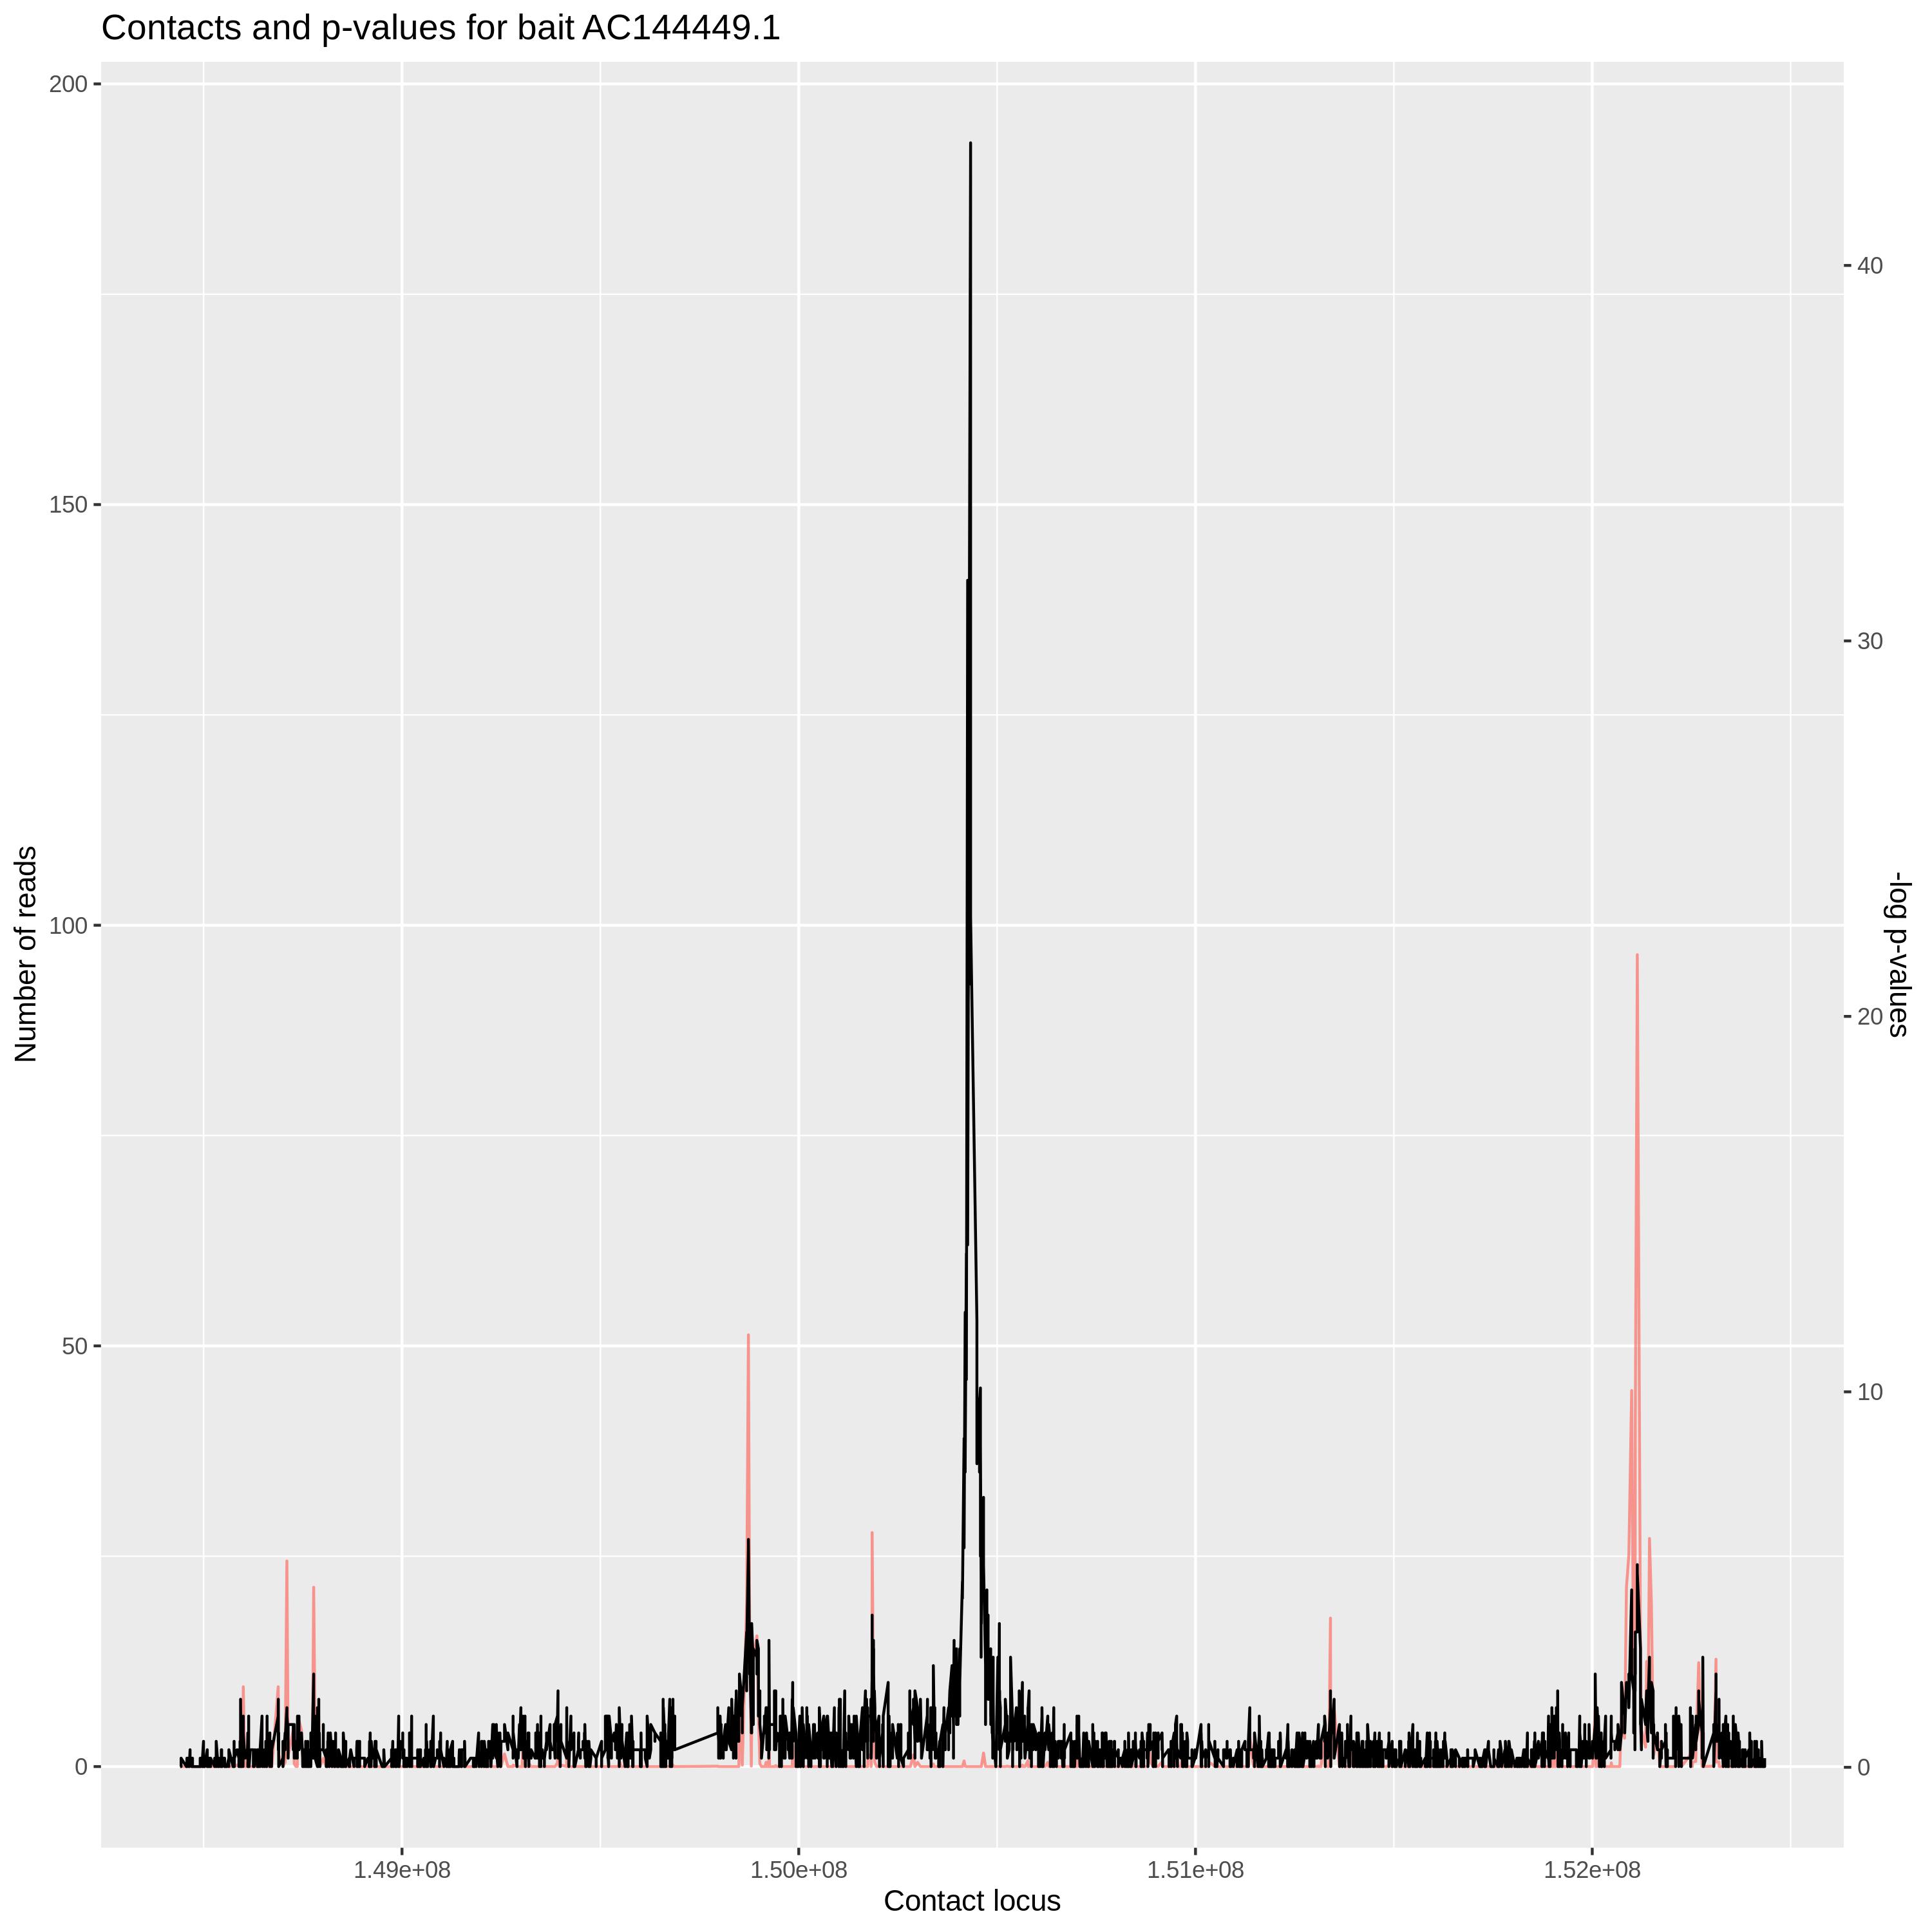 Contacts and p-values for bait AC144449.1
200
150
100
50
0
Number of reads
40
30
20
10
0
-log p-values
1.49e+08
1.50e+08
1.51e+08
1.52e+08
Contact locus